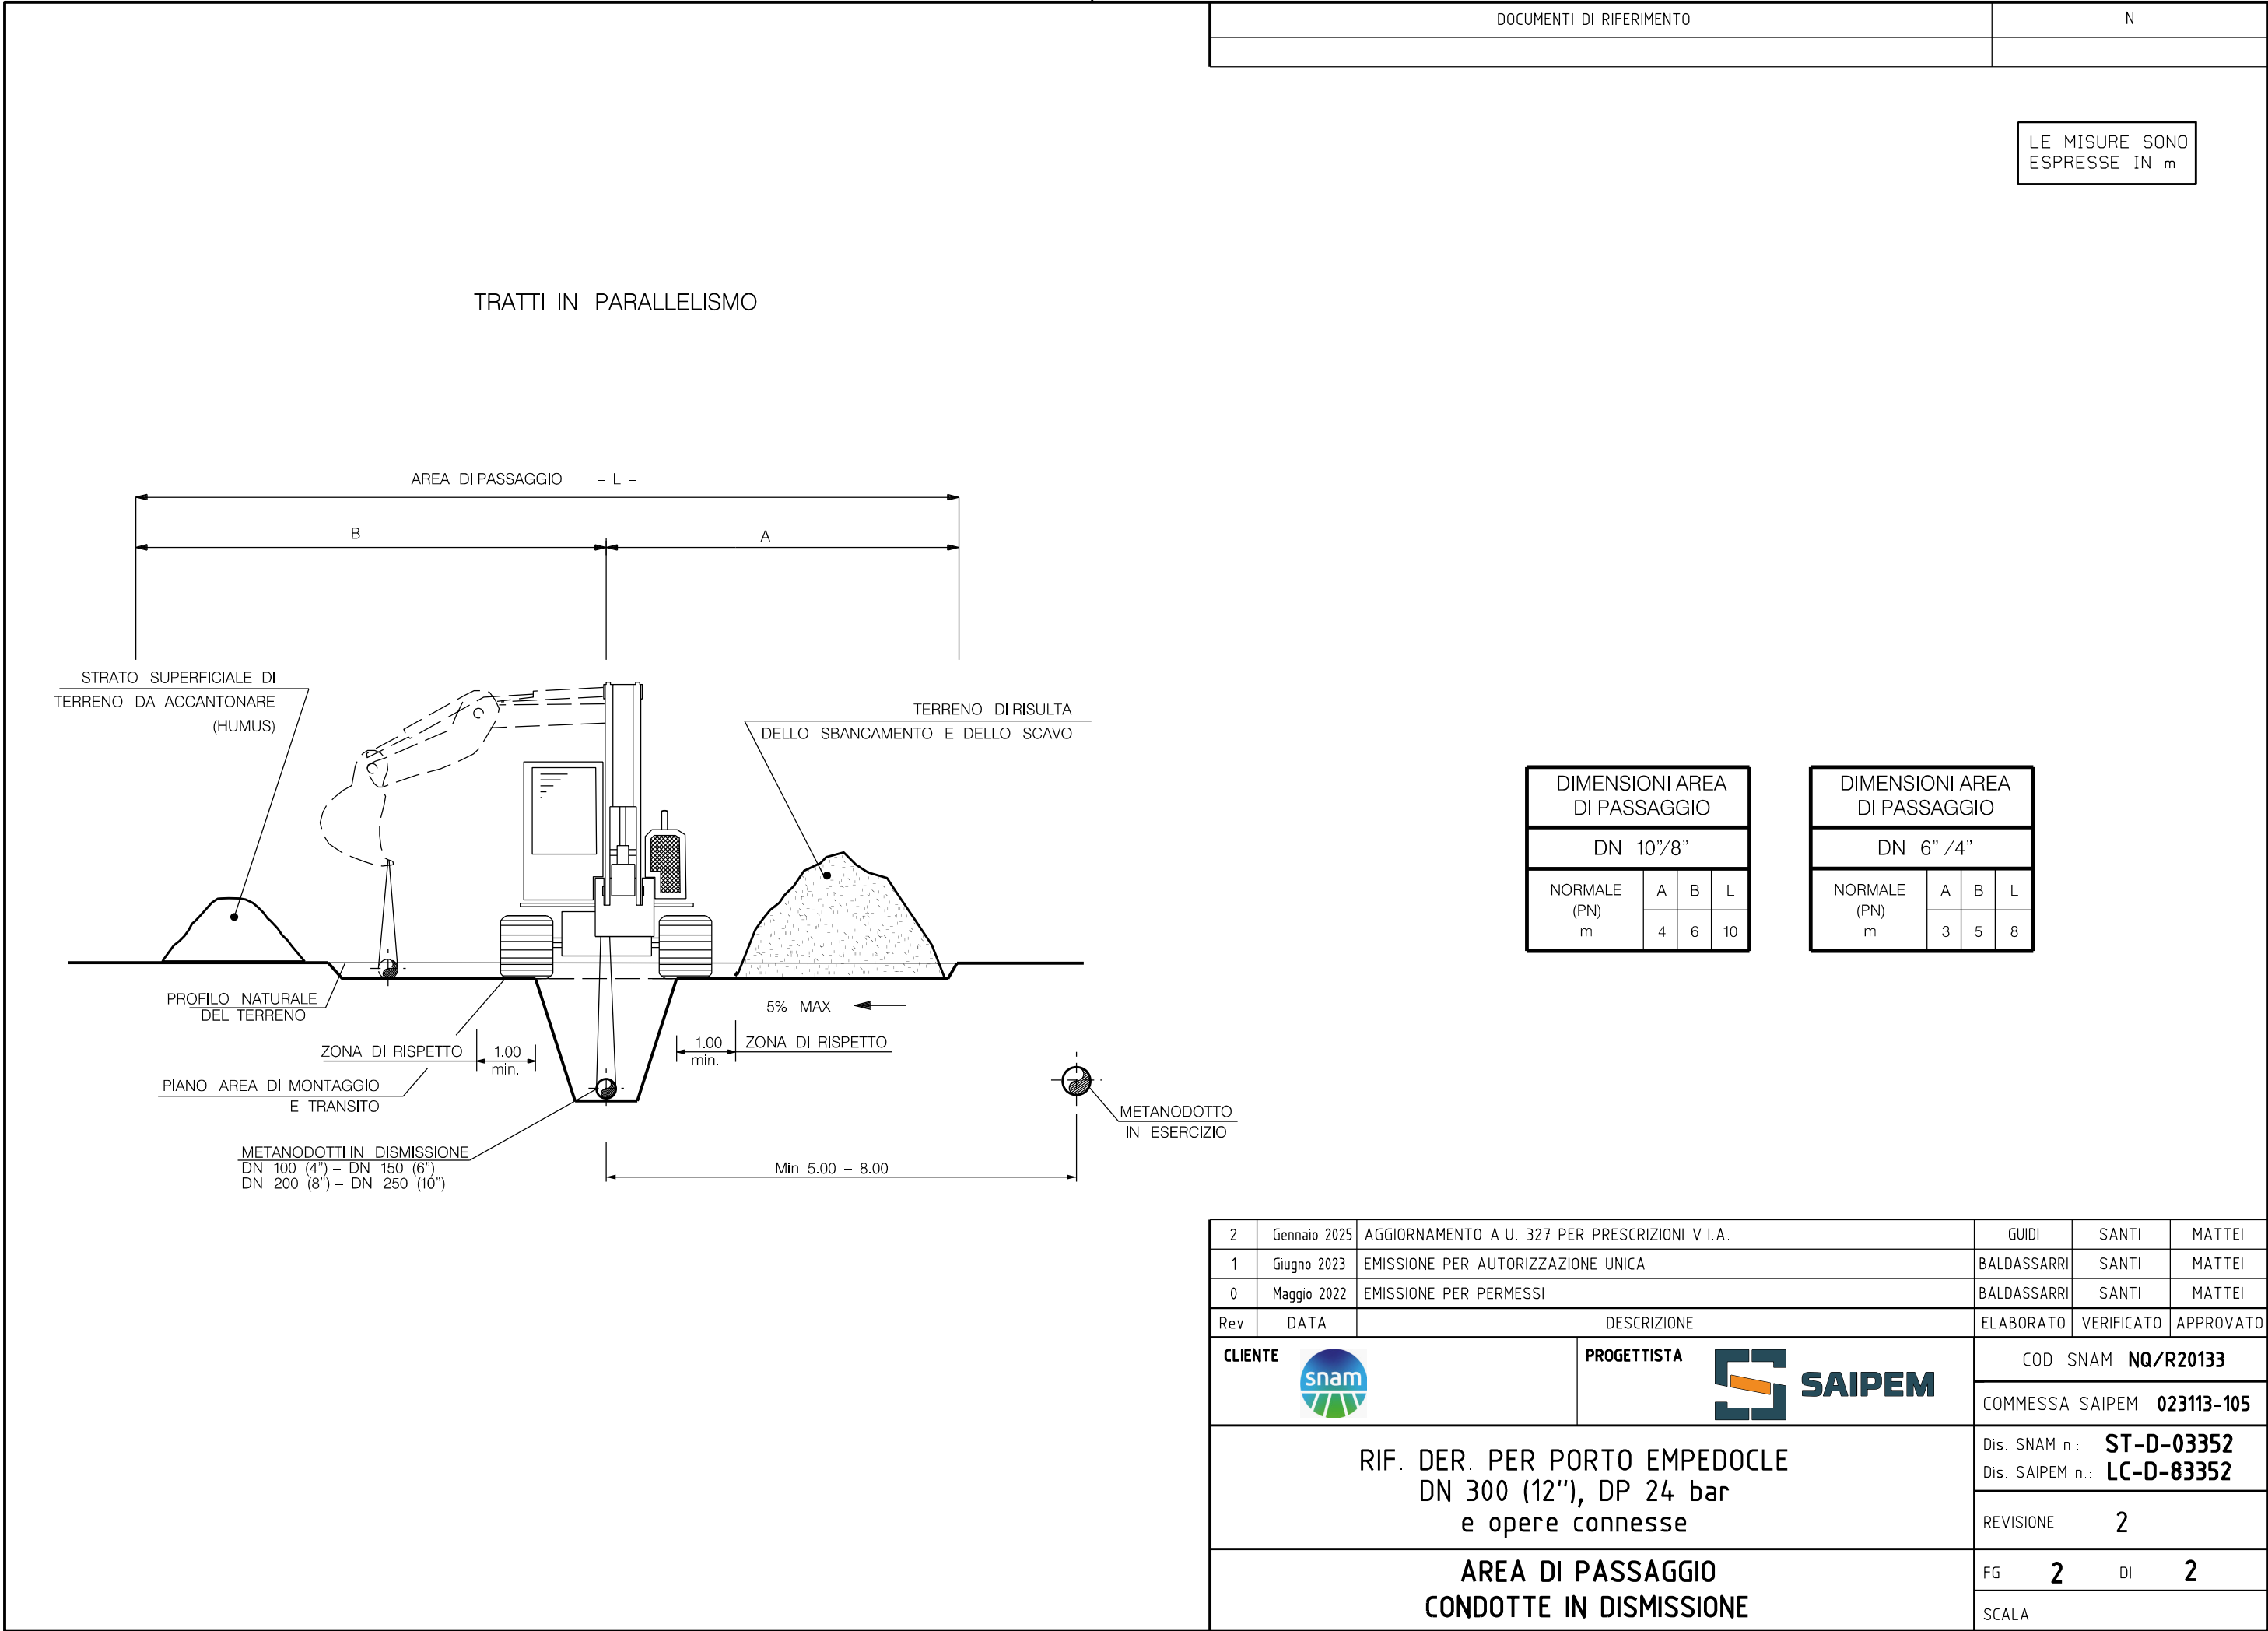 DOCUMENTI DI RIFERIMENTO N.
LE MISURE SONO
ESPRESSE IN m
TRATTI IN PARALLELISMO
AREA DI PASSAGGIO – L –
B A
STRATO SUPERFICIALE DI
TERRENO DA ACCANTONARE
(HUMUS)
TERRENO DI RISULTA
DELLO SBANCAMENTO E DELLO SCAVO
PROFILO NATURALE
DEL TERRENO
5% MAX
ZONA DI RISPETTO
1.00
min.
1.00
min.
ZONA DI RISPETTO
PIANO AREA DI MONTAGGIO
E TRANSITO
METANODOTTO
IN ESERCIZIO
METANODOTTI IN DISMISSIONE
DN 100 (4") – DN 150 (6")
DN 200 (8") – DN 250 (10")
Min 5.00 – 8.00
DIMENSIONI AREA
DI PASSAGGIO
DN 10"/8"
NORMALE
(PN)
m
A B L
4 6 10
DIMENSIONI AREA
DI PASSAGGIO
DN 6" /4"
NORMALE
(PN)
m
A B L
3 5 8
2 Gennaio 2025 AGGIORNAMENTO A.U. 327 PER PRESCRIZIONI V.I.A. GUIDI SANTI MATTEI
1 Giugno 2023 EMISSIONE PER AUTORIZZAZIONE UNICA BALDASSARRI SANTI MATTEI
0 Maggio 2022 EMISSIONE PER PERMESSI BALDASSARRI SANTI MATTEI
Rev. DATA DESCRIZIONE ELABORATO VERIFICATO APPROVATO
CLIENTE
snam
PROGETTISTA
SAIPEM
COD. SNAM NQ/R20133
COMMESSA SAIPEM 023113-105
RIF. DER. PER PORTO EMPEDOCLE
DN 300 (12''), DP 24 bar
e opere connesse
Dis. SNAM n.: ST-D-03352
Dis. SAIPEM n.: LC-D-83352
REVISIONE 2
AREA DI PASSAGGIO
CONDOTTE IN DISMISSIONE
FG. 2 DI 2
SCALA